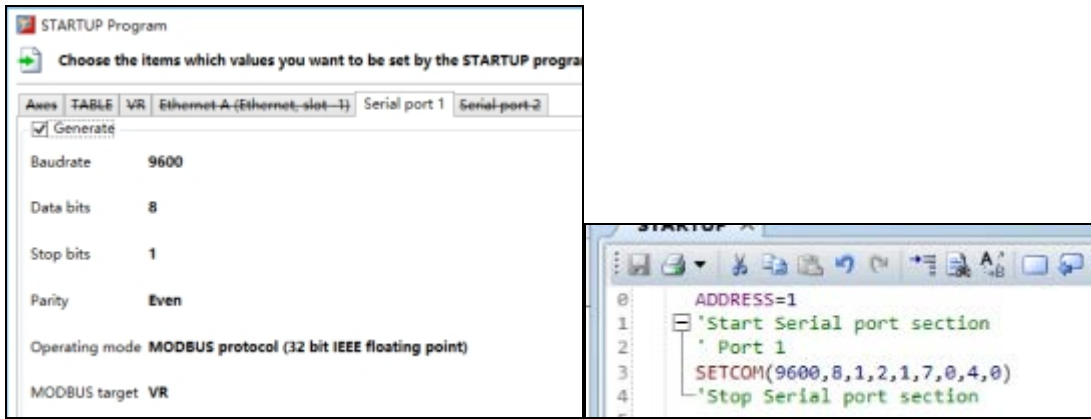 STARTUP Program
Choose the items which values you want to be set by the STARTUP progra
Axes TABLE VR Ethernet A (Ethernet, slot -1) Serial port 1 Serial port 2
Generate
Baudrate 9600
Data bits 8
Stop bits 1
Parity Even
Operating mode MODBUS protocol (32 bit IEEE floating point)
MODBUS target VR
STARTUP
0 ADDRESS=1
1 'Start Serial port section
2 ' Port 1
3 SETCOM(9600,8,1,2,1,7,0,4,0)
4 'Stop Serial port section